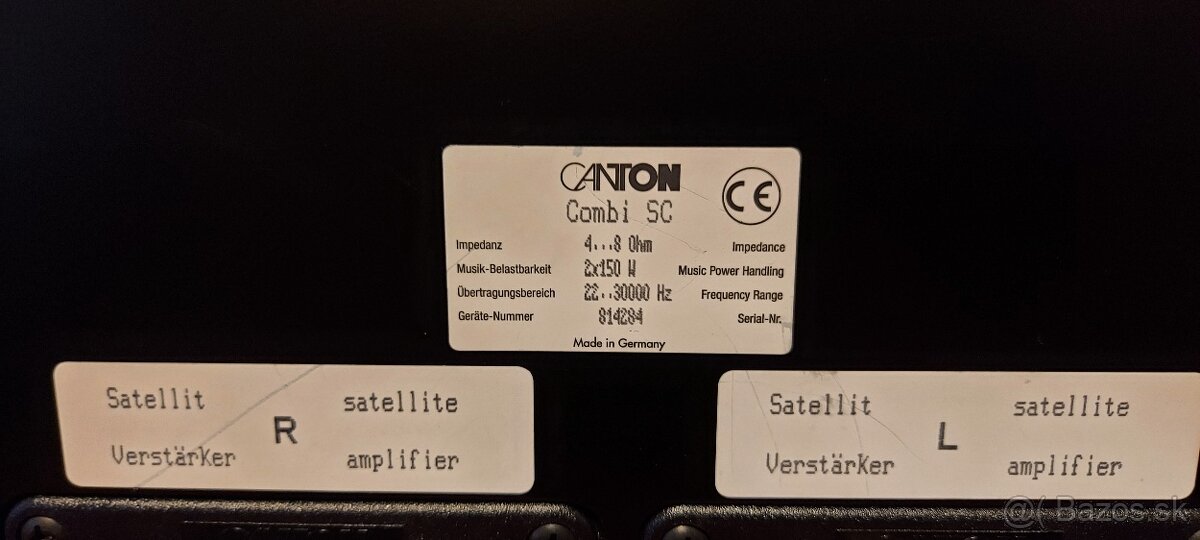 CANTON
CE
Combi SC
Impedanz 4...8 Ohm Impedance
Musik-Belastbarkeit 2x150 W Music Power Handling
Übertragungsbereich 22..30000 Hz Frequency Range
Geräte-Nummer 814284 Serial-Nr.
Made in Germany
Satellit satellite
R
Verstärker amplifier
Satellit satellite
L
Verstärker amplifier
@( Bazos.sk